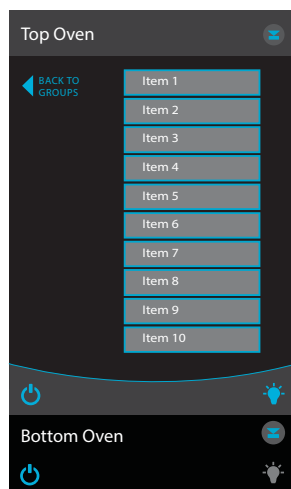 Top Oven
BACK TO
GROUPS
Item 1
Item 2
Item 3
Item 4
Item 5
Item 6
Item 7
Item 8
Item 9
Item 10
Bottom Oven